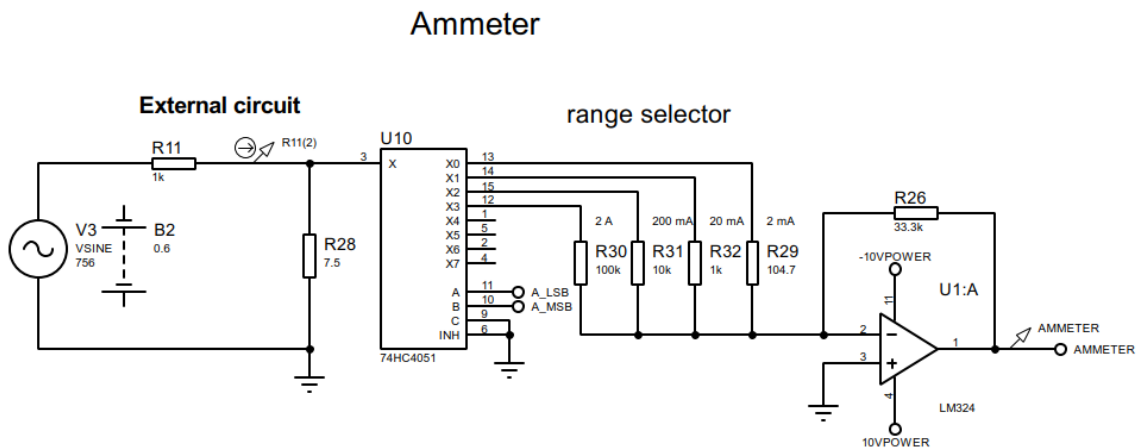 Ammeter
External circuit
range selector
R11
1k
R11(2)
U10
3
X
X0
13
X1
14
X2
15
X3
12
X4
1
X5
5
X6
2
X7
4
A
11
A_LSB
B
10
A_MSB
C
9
INH
6
74HC4051
V3
VSINE
756
B2
0.6
R28
7.5
2 A
200 mA
20 mA
2 mA
R30
100k
R31
10k
R32
1k
R29
104.7
R26
33.3k
-10VPOWER
11
U1:A
2
3
1
4
AMMETER
AMMETER
LM324
10VPOWER